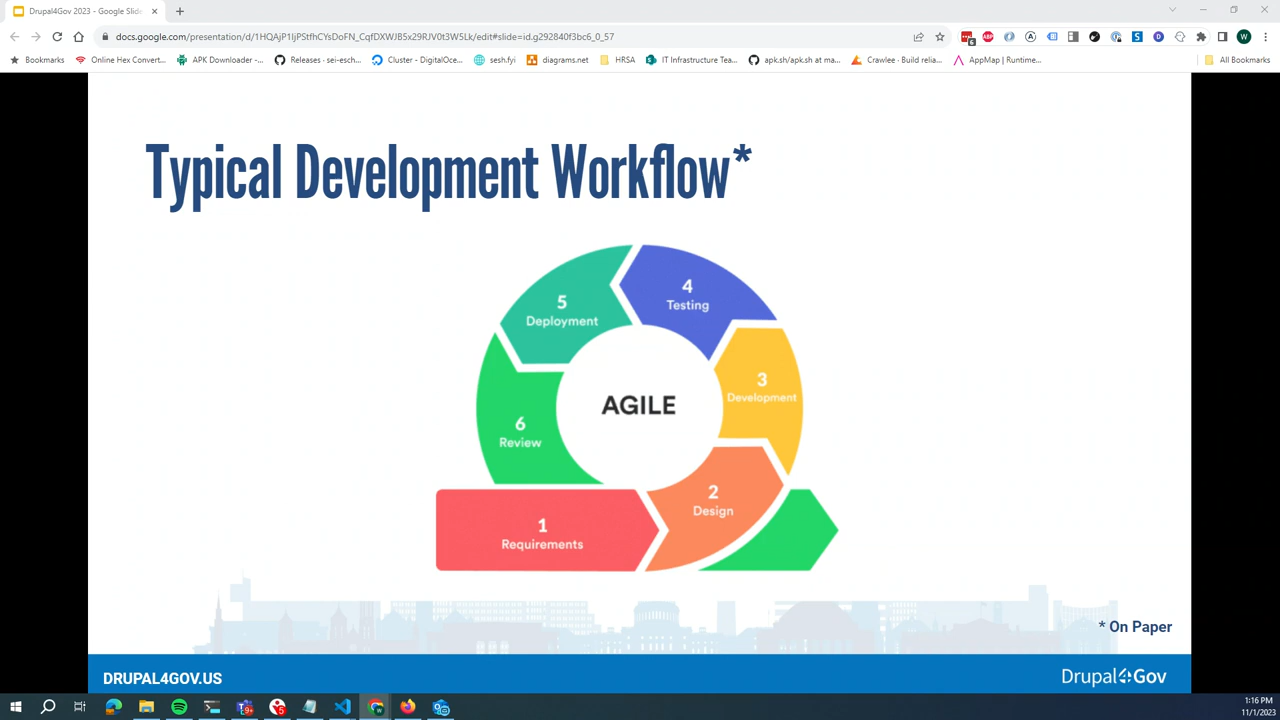 Drupal4Gov 2023 - Google Slide
docs.google.com/presentation/d/1HQAjP1IjPStfhCYsDoFN_CqfDXWJB5x29RJV0t3W5Lk/edit#slide=id.g292840f3bc6_0_57
Bookmarks
Online Hex Convert...
APK Downloader -...
Releases · sei-esch...
Cluster - DigitalOce...
sesh.fyi
diagrams.net
HRSA
IT Infrastructure Tea...
apk.sh/apk.sh at ma...
Crawlee · Build relia...
AppMap | Runtime...
All Bookmarks
Typical Development Workflow*
5
Deployment
4
Testing
3
Development
AGILE
6
Review
2
Design
1
Requirements
* On Paper
DRUPAL4GOV.US
Drupal4Gov
1:16 PM
11/1/2023